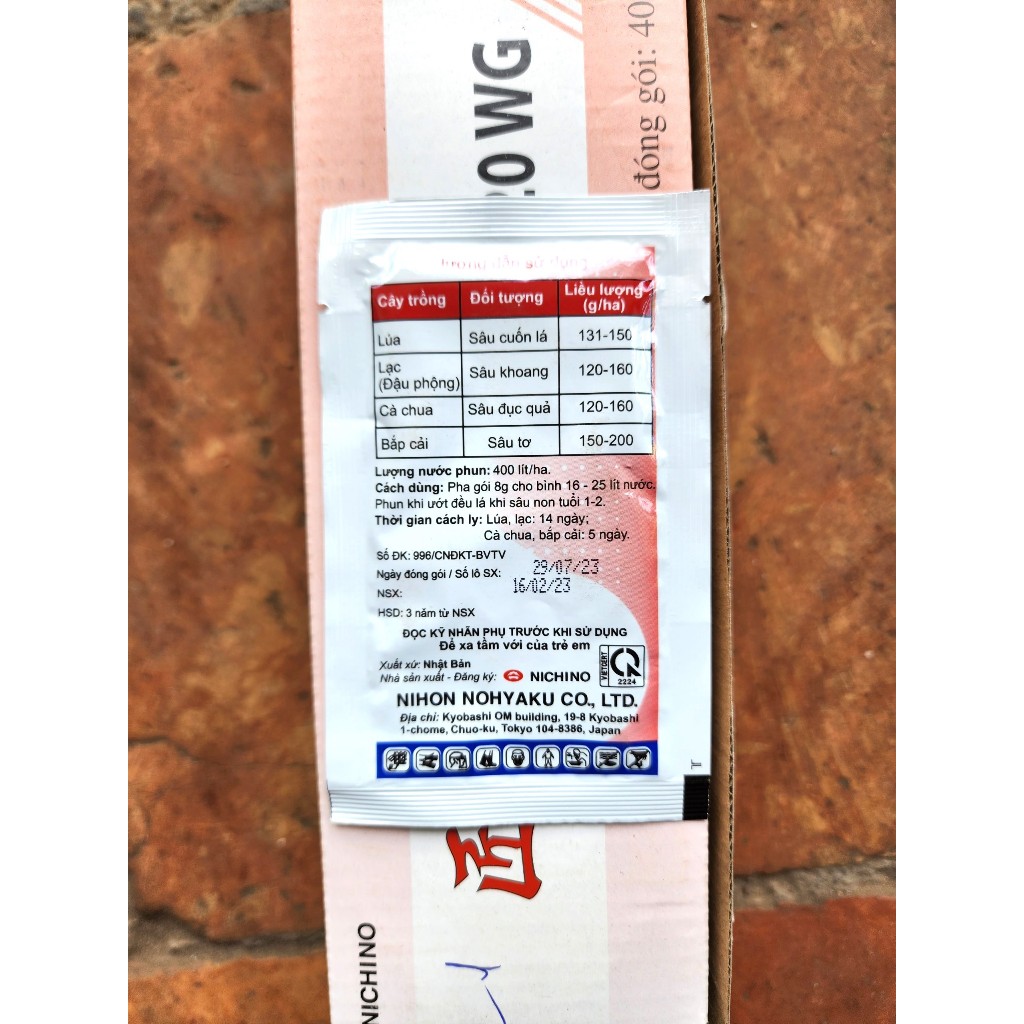 20 WG
đóng gói: 40
Hướng dẫn sử dụng
Cây trồng Đối tượng Liều lượng (g/ha)
Lúa Sâu cuốn lá 131-150
Lạc (Đậu phộng) Sâu khoang 120-160
Cà chua Sâu đục quả 120-160
Bắp cải Sâu tơ 150-200
Lượng nước phun: 400 lít/ha.
Cách dùng: Pha gói 8g cho bình 16 - 25 lít nước.
Phun khi ướt đều lá khi sâu non tuổi 1-2.
Thời gian cách ly: Lúa, lạc: 14 ngày;
Cà chua, bắp cải: 5 ngày.
Số ĐK: 996/CNĐKT-BVTV
Ngày đóng gói / Số lô SX: 29/07/23
NSX: 16/02/23
HSD: 3 năm từ NSX
ĐỌC KỸ NHÃN PHỤ TRƯỚC KHI SỬ DỤNG
Để xa tầm với của trẻ em
Xuất xứ: Nhật Bản
Nhà sản xuất - Đăng ký: NICHINO
VIETCERT
2224
NIHON NOHYAKU CO., LTD.
Địa chỉ: Kyobashi OM building, 19-8 Kyobashi
1-chome, Chuo-ku, Tokyo 104-8386, Japan
NICHINO